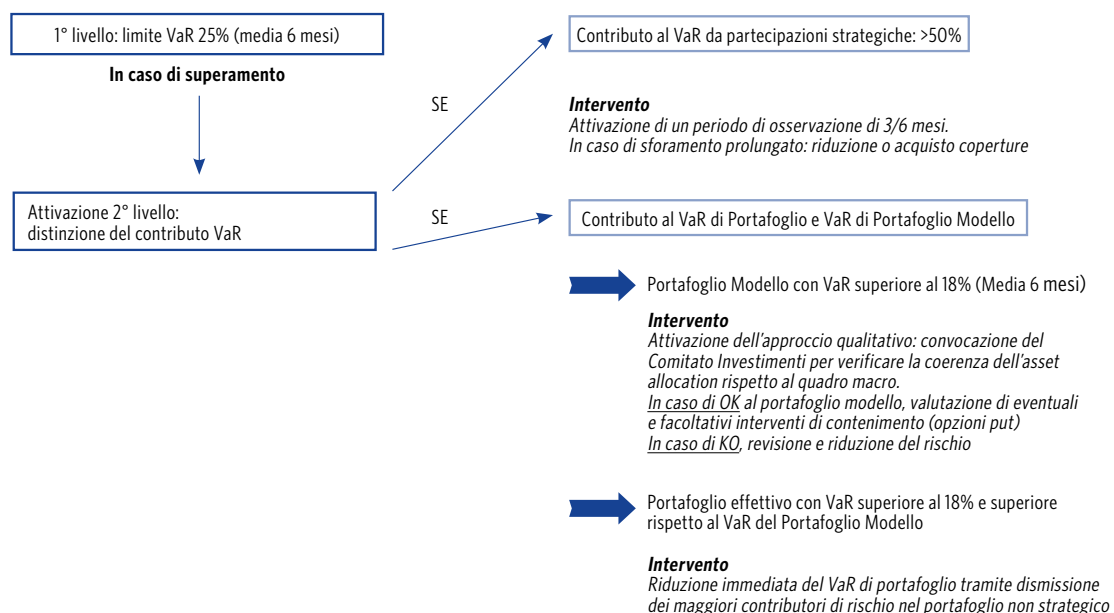 1° livello: limite VaR 25% (media 6 mesi)
In caso di superamento
Attivazione 2° livello:
distinzione del contributo VaR
SE
Contributo al VaR da partecipazioni strategiche: >50%
Intervento
Attivazione di un periodo di osservazione di 3/6 mesi.
In caso di sforamento prolungato: riduzione o acquisto coperture
SE
Contributo al VaR di Portafoglio e VaR di Portafoglio Modello
Portafoglio Modello con VaR superiore al 18% (Media 6 mesi)
Intervento
Attivazione dell'approccio qualitativo: convocazione del
Comitato Investimenti per verificare la coerenza dell'asset
allocation rispetto al quadro macro.
In caso di OK al portafoglio modello, valutazione di eventuali
e facoltativi interventi di contenimento (opzioni put)
In caso di KO, revisione e riduzione del rischio
Portafoglio effettivo con VaR superiore al 18% e superiore
rispetto al VaR del Portafoglio Modello
Intervento
Riduzione immediata del VaR di portafoglio tramite dismissione
dei maggiori contributori di rischio nel portafoglio non strategico